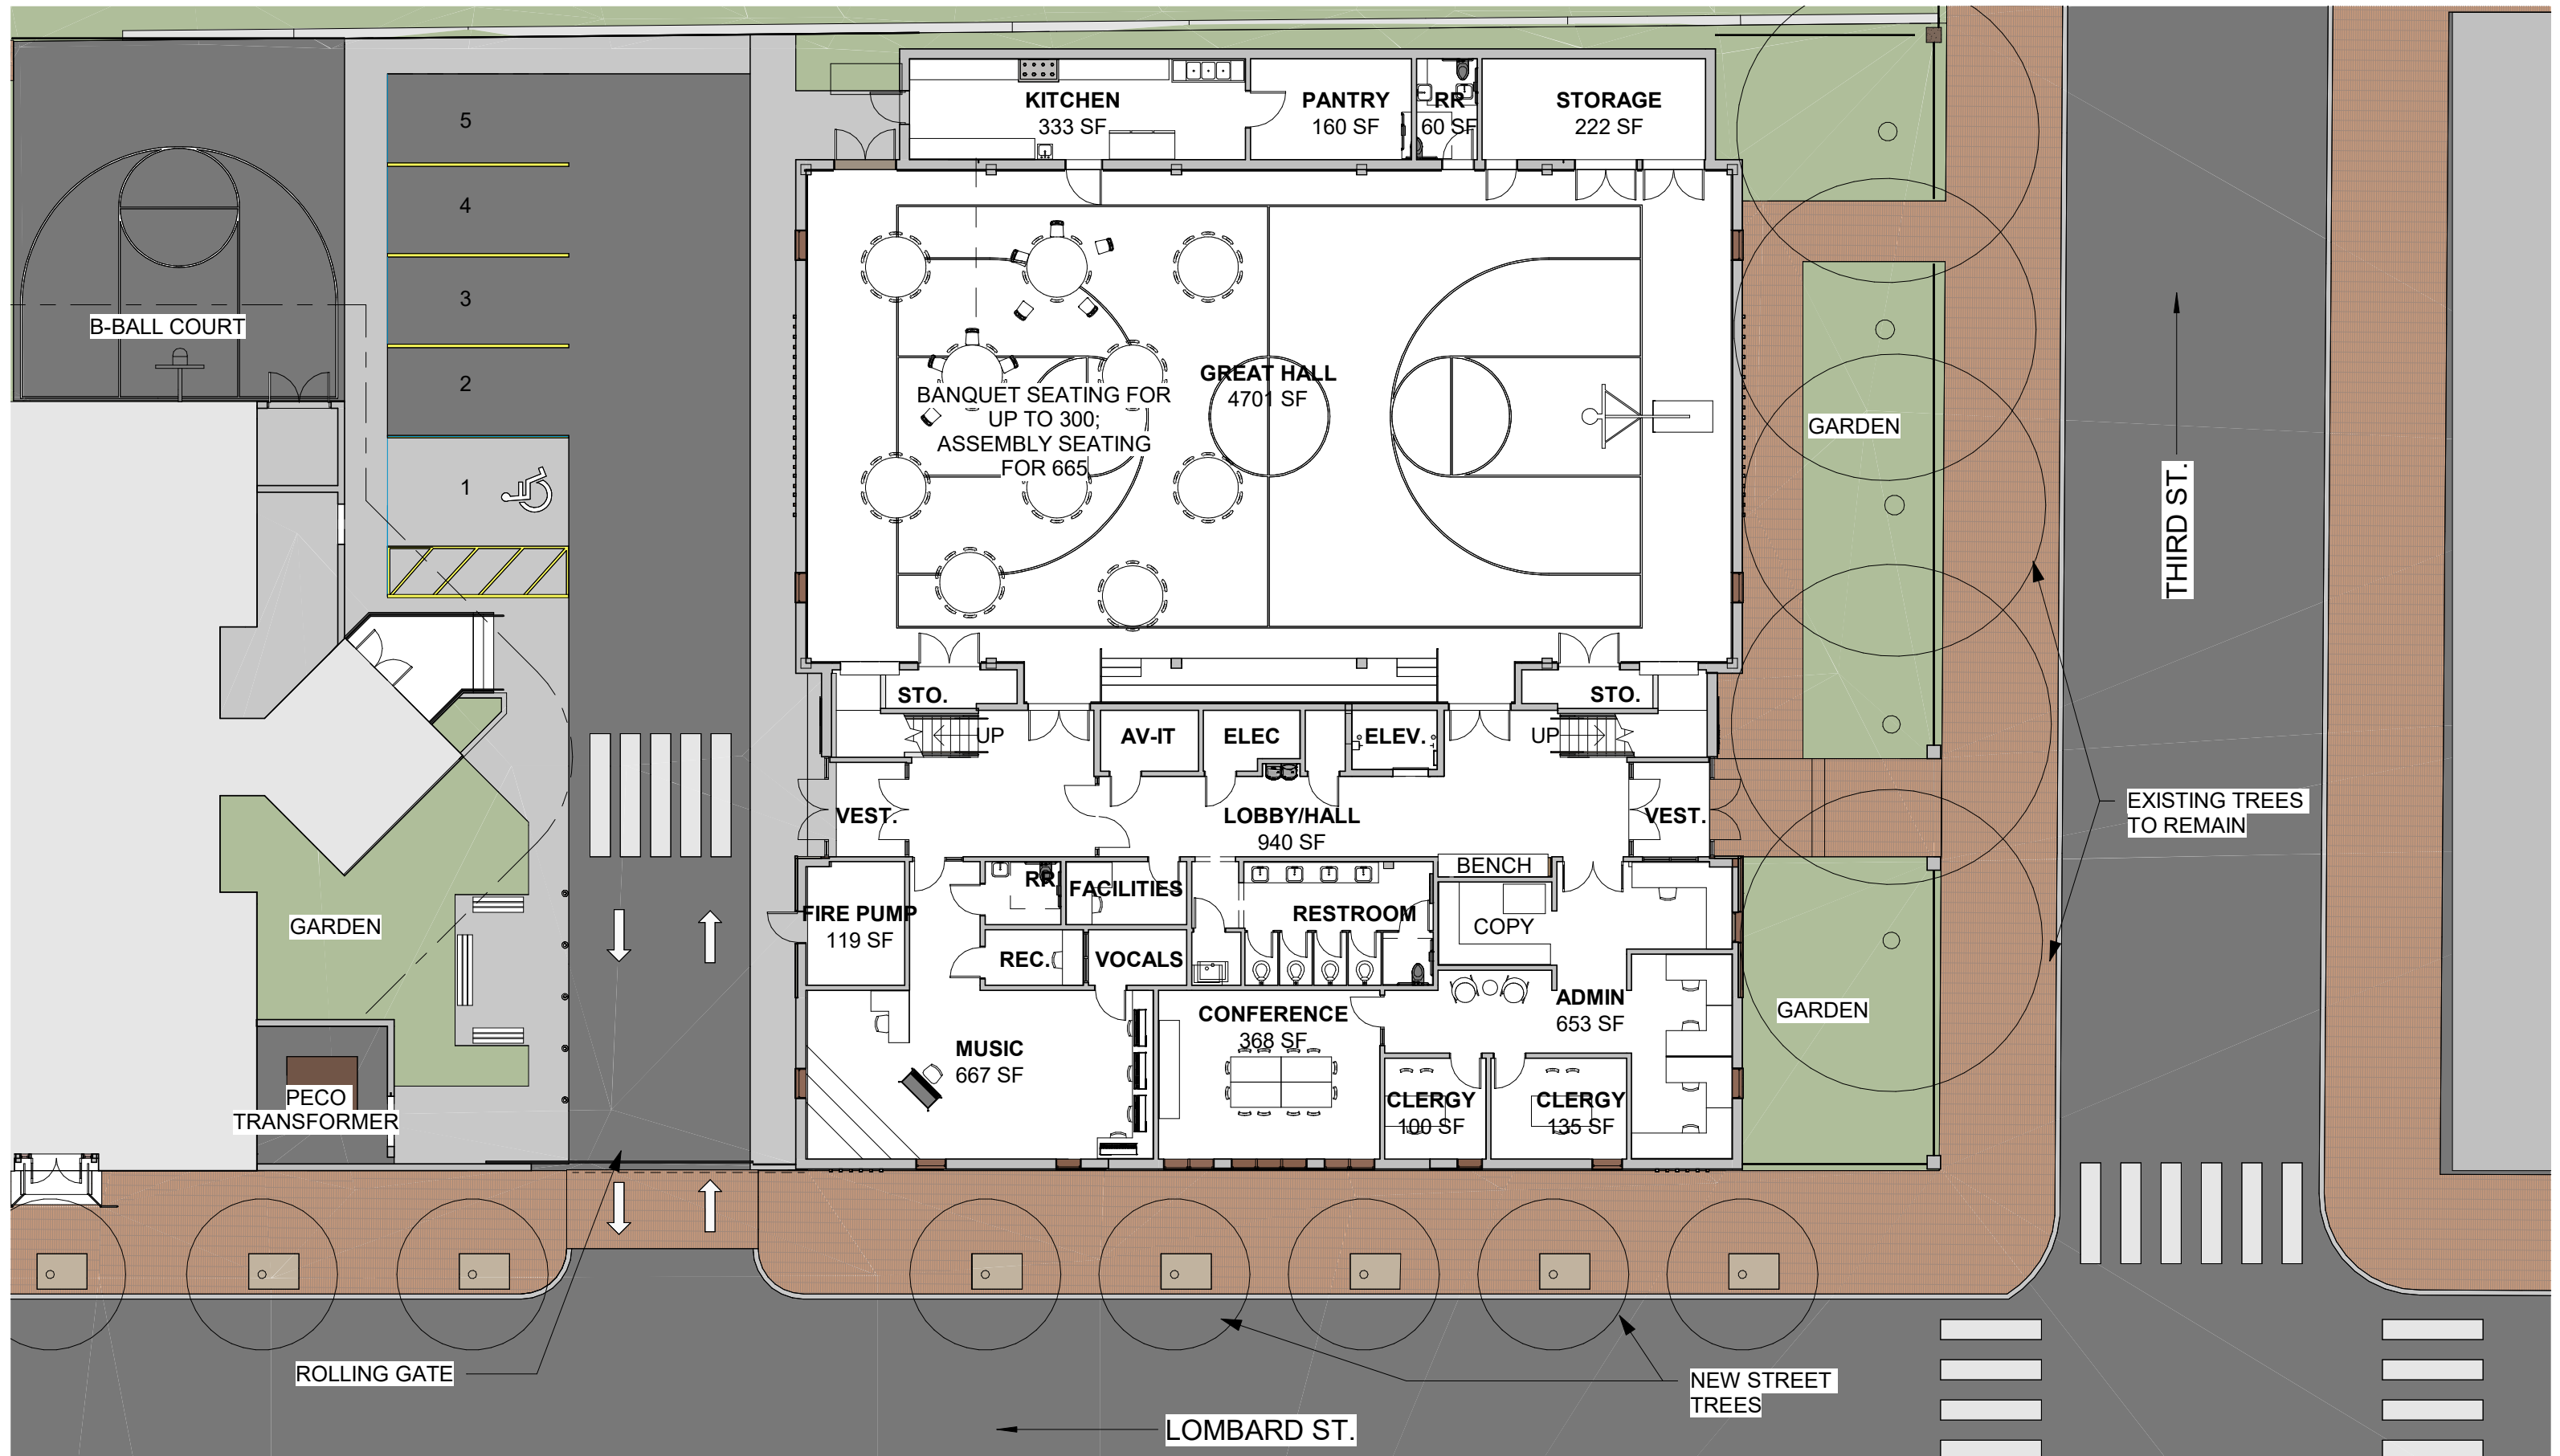 KITCHEN
333 SF
PANTRY
160 SF
RR
60 SF
STORAGE
222 SF
5
4
3
2
1
B-BALL COURT
GREAT HALL
4701 SF
BANQUET SEATING FOR
UP TO 300;
ASSEMBLY SEATING
FOR 665
GARDEN
THIRD ST.
STO.
STO.
UP
AV-IT
ELEC
ELEV.
UP
VEST.
LOBBY/HALL
940 SF
VEST.
EXISTING TREES
TO REMAIN
BENCH
RR
FACILITIES
FIRE PUMP
119 SF
RESTROOM
COPY
GARDEN
REC.
VOCALS
CONFERENCE
368 SF
ADMIN
653 SF
GARDEN
MUSIC
667 SF
PECO
TRANSFORMER
CLERGY
100 SF
CLERGY
135 SF
ROLLING GATE
NEW STREET
TREES
LOMBARD ST.